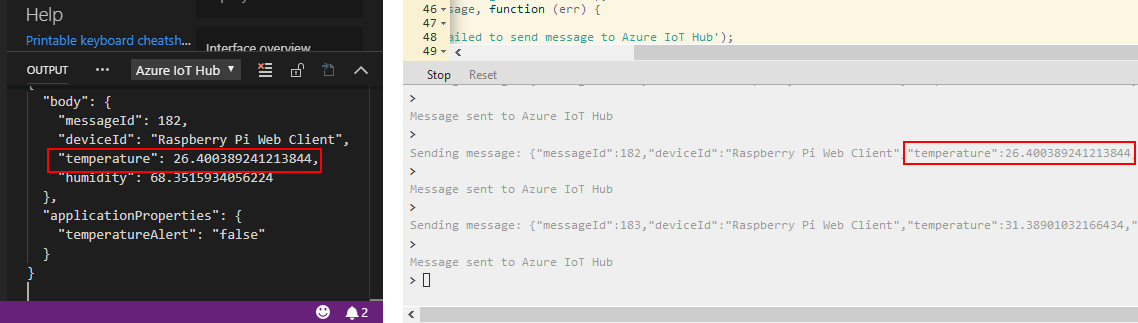 Help
Printable keyboard cheatsh...
Interface overview
OUTPUT ••• Azure IoT Hub
{
"body": {
"messageId": 182,
"deviceId": "Raspberry Pi Web Client",
"temperature": 26.400389241213844,
"humidity": 68.3515934056224
},
"applicationProperties": {
"temperatureAlert": "false"
}
}
2
46 sage, function (err) {
47
48 ailed to send message to Azure IoT Hub');
49
Stop Reset
>
Message sent to Azure IoT Hub
>
Sending message: {"messageId":182,"deviceId":"Raspberry Pi Web Client","temperature":26.400389241213844,
>
Message sent to Azure IoT Hub
>
Sending message: {"messageId":183,"deviceId":"Raspberry Pi Web Client","temperature":31.38901032166434,"
>
Message sent to Azure IoT Hub
>